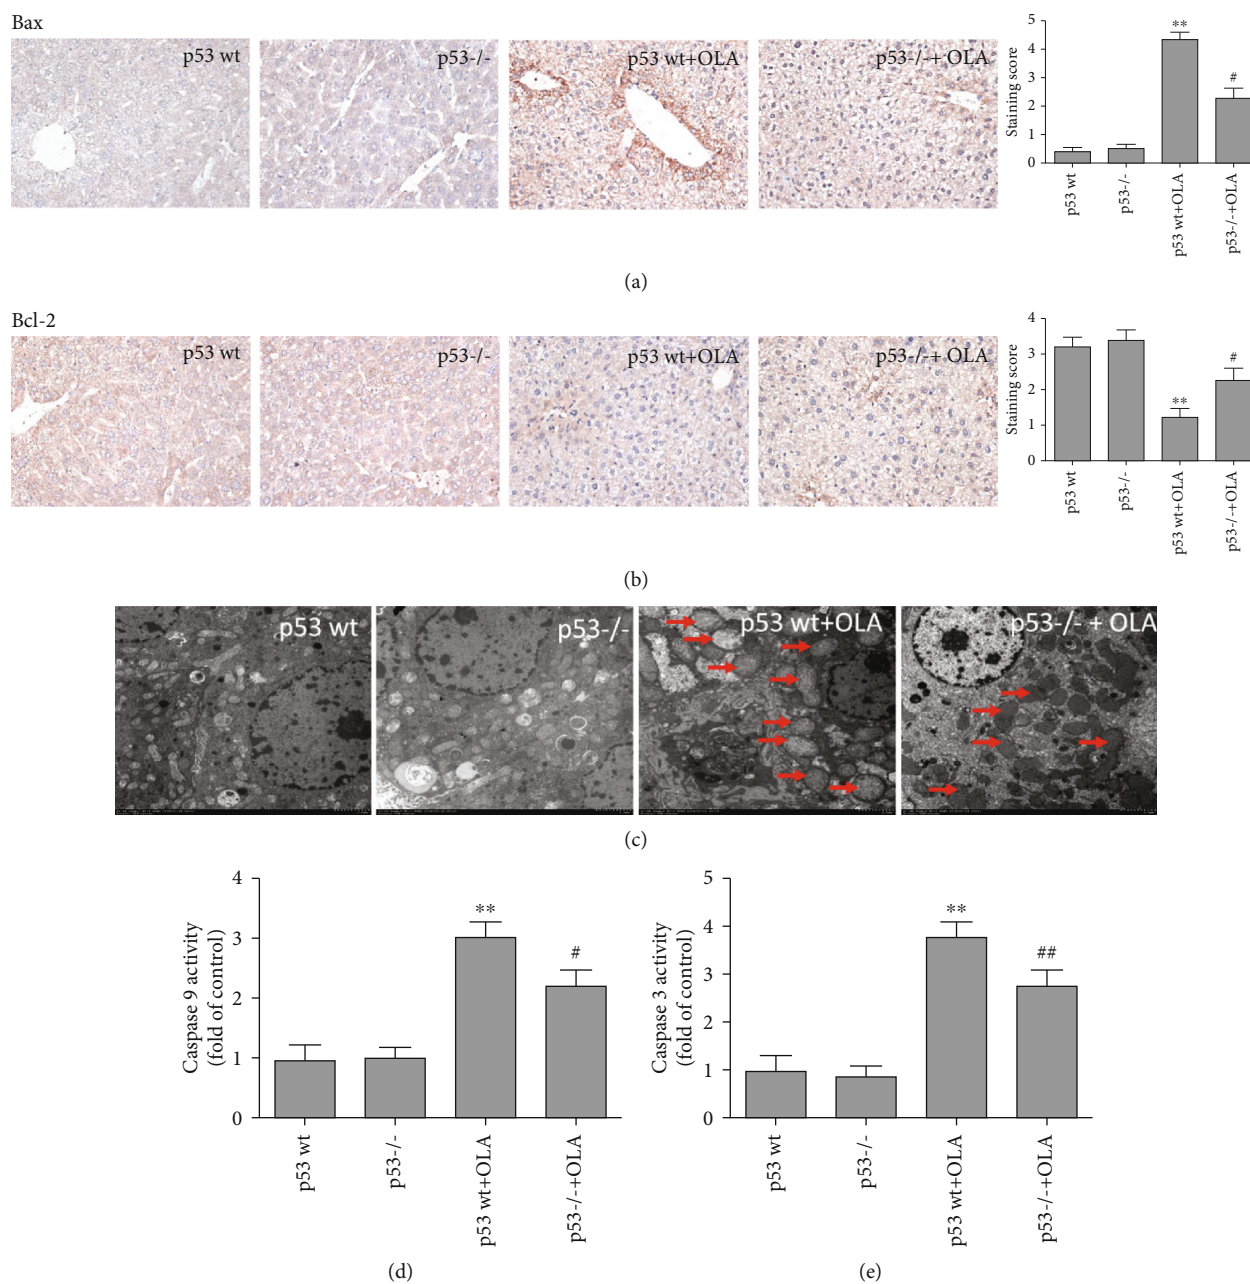 Bax
p53 wt
p53-/-
p53 wt+OLA
p53-/-+ OLA
Staining score
5
4
3
2
1
0
**
#
p53 wt
p53-/-
p53 wt+OLA
p53-/-+OLA
(a)
Bcl-2
p53 wt
p53-/-
p53 wt+OLA
p53-/-+ OLA
Staining score
4
3
2
1
0
**
#
p53 wt
p53-/-
p53 wt+OLA
p53-/-+OLA
(b)
p53 wt
p53-/-
p53 wt+OLA
p53-/- + OLA
(c)
Caspase 9 activity
(fold of control)
4
3
2
1
0
**
#
p53 wt
p53-/-
p53 wt+OLA
p53-/-+OLA
(d)
Caspase 3 activity
(fold of control)
5
4
3
2
1
0
**
##
p53 wt
p53-/-
p53 wt+OLA
p53-/-+OLA
(e)